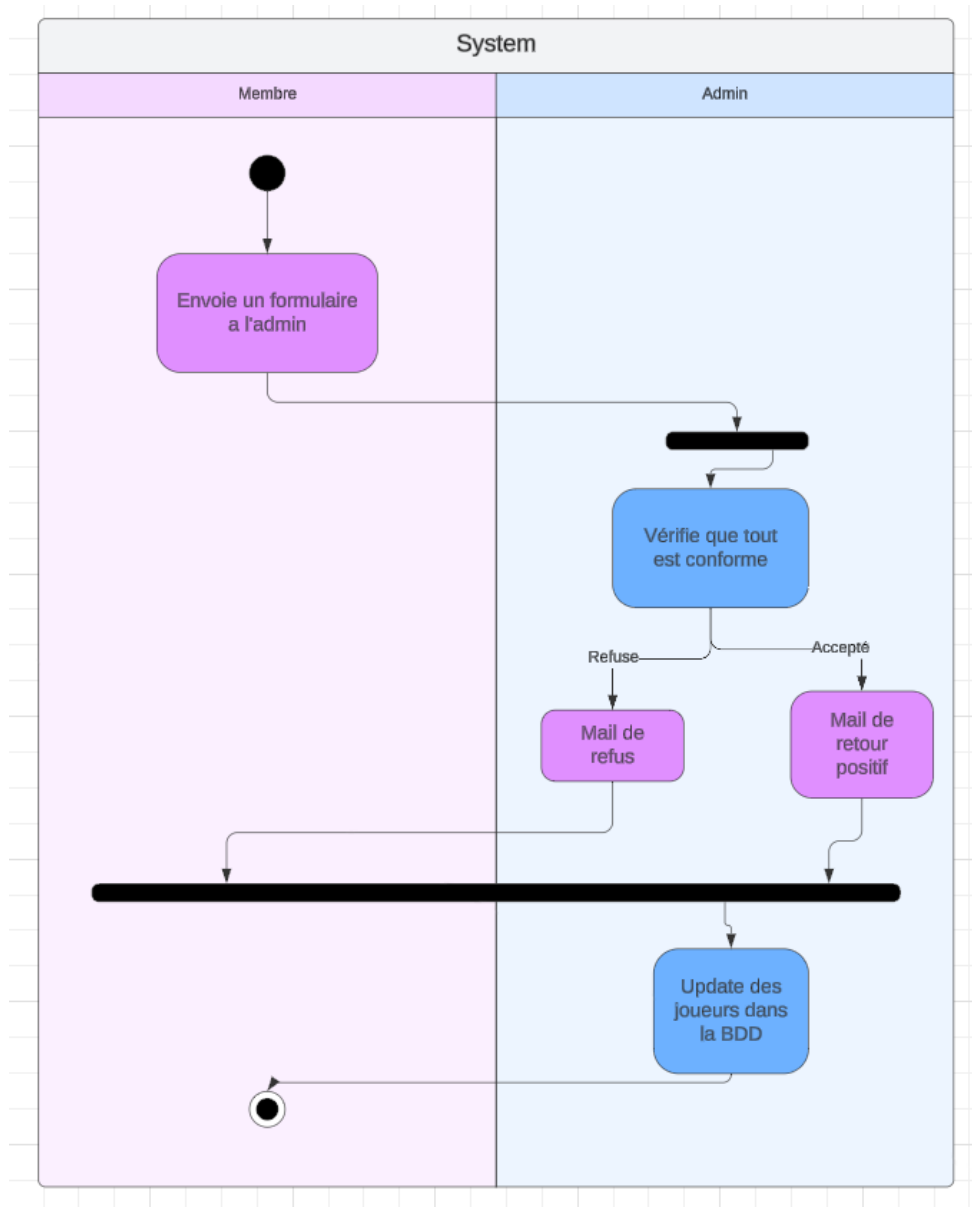 System
Membre
Admin
Envoie un formulaire
a l'admin
Vérifie que tout
est conforme
Refuse
Accepté
Mail de
refus
Mail de
retour
positif
Update des
joueurs dans
la BDD